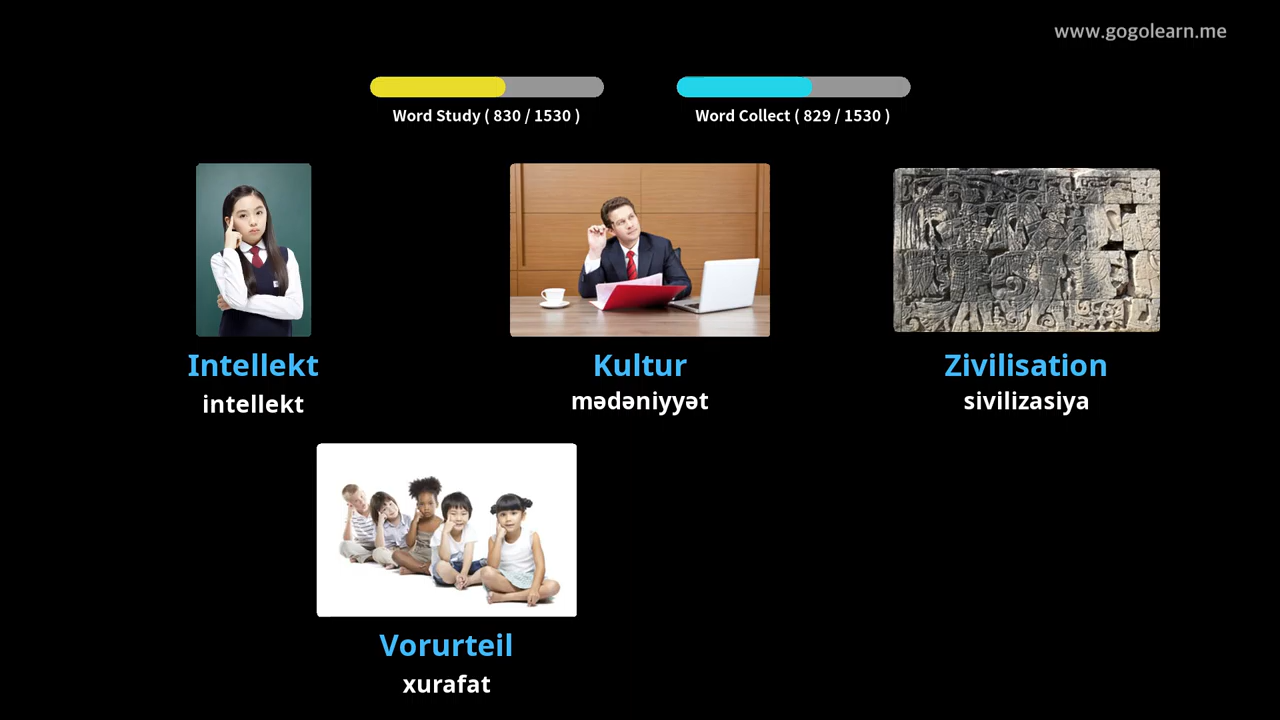 www.gogolearn.me
Word Study ( 830 / 1530 )
Word Collect ( 829 / 1530 )
Intellekt
intellekt
Kultur
mədəniyyət
Zivilisation
sivilizasiya
Vorurteil
xurafat